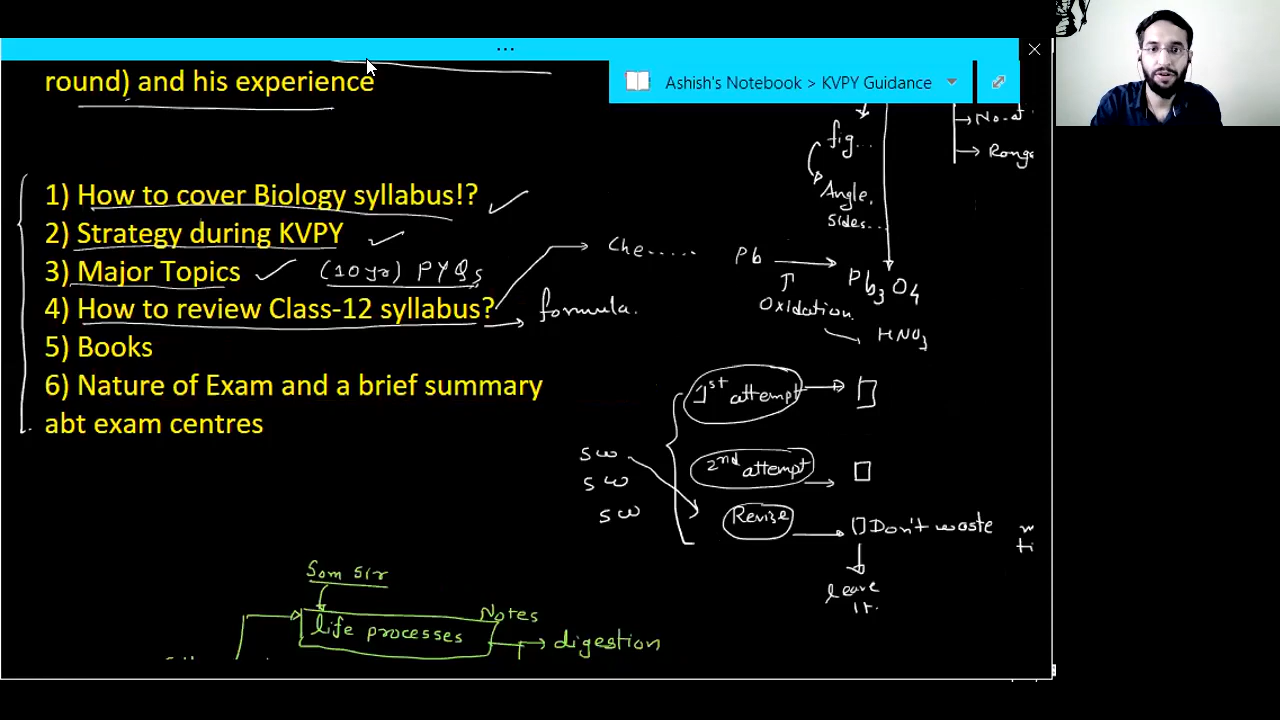 round) and his experience
Ashish's Notebook > KVPY Guidance
fig...
Angle,
sides...
1) How to cover Biology syllabus!?
2) Strategy during KVPY
3) Major Topics (10 yr) PYQs
4) How to review Class-12 syllabus?
5) Books
6) Nature of Exam and a brief summary
abt exam centres
Che......
Pb
Pb3O4
Oxidation
HNO3
formula.
1st attempt
2nd attempt
Revise
Don't waste
leave
it.
sw
sw
sw
Som sir
life processes
Notes
digestion